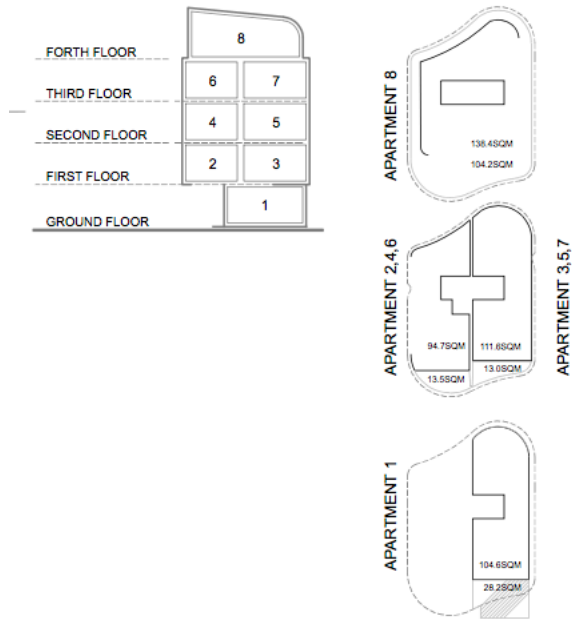 8
FORTH FLOOR
6
7
THIRD FLOOR
4
5
SECOND FLOOR
2
3
FIRST FLOOR
1
GROUND FLOOR
APARTMENT 8
138.4SQM
104.2SQM
APARTMENT 2,4,6
94.7SQM
111.6SQM
13.5SQM
13.0SQM
APARTMENT 3,5,7
APARTMENT 1
104.6SQM
28.2SQM